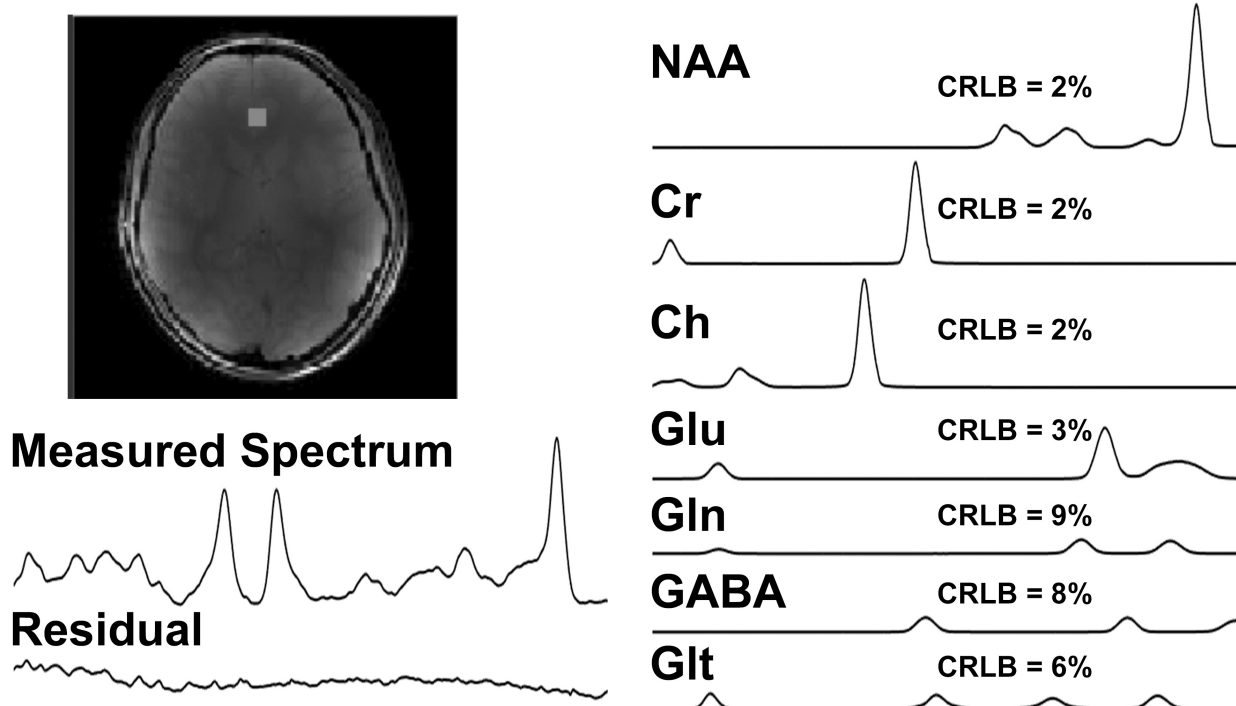 Measured Spectrum
Residual
NAA
CRLB = 2%
Cr
CRLB = 2%
Ch
CRLB = 2%
Glu
CRLB = 3%
Gln
CRLB = 9%
GABA
CRLB = 8%
Glt
CRLB = 6%